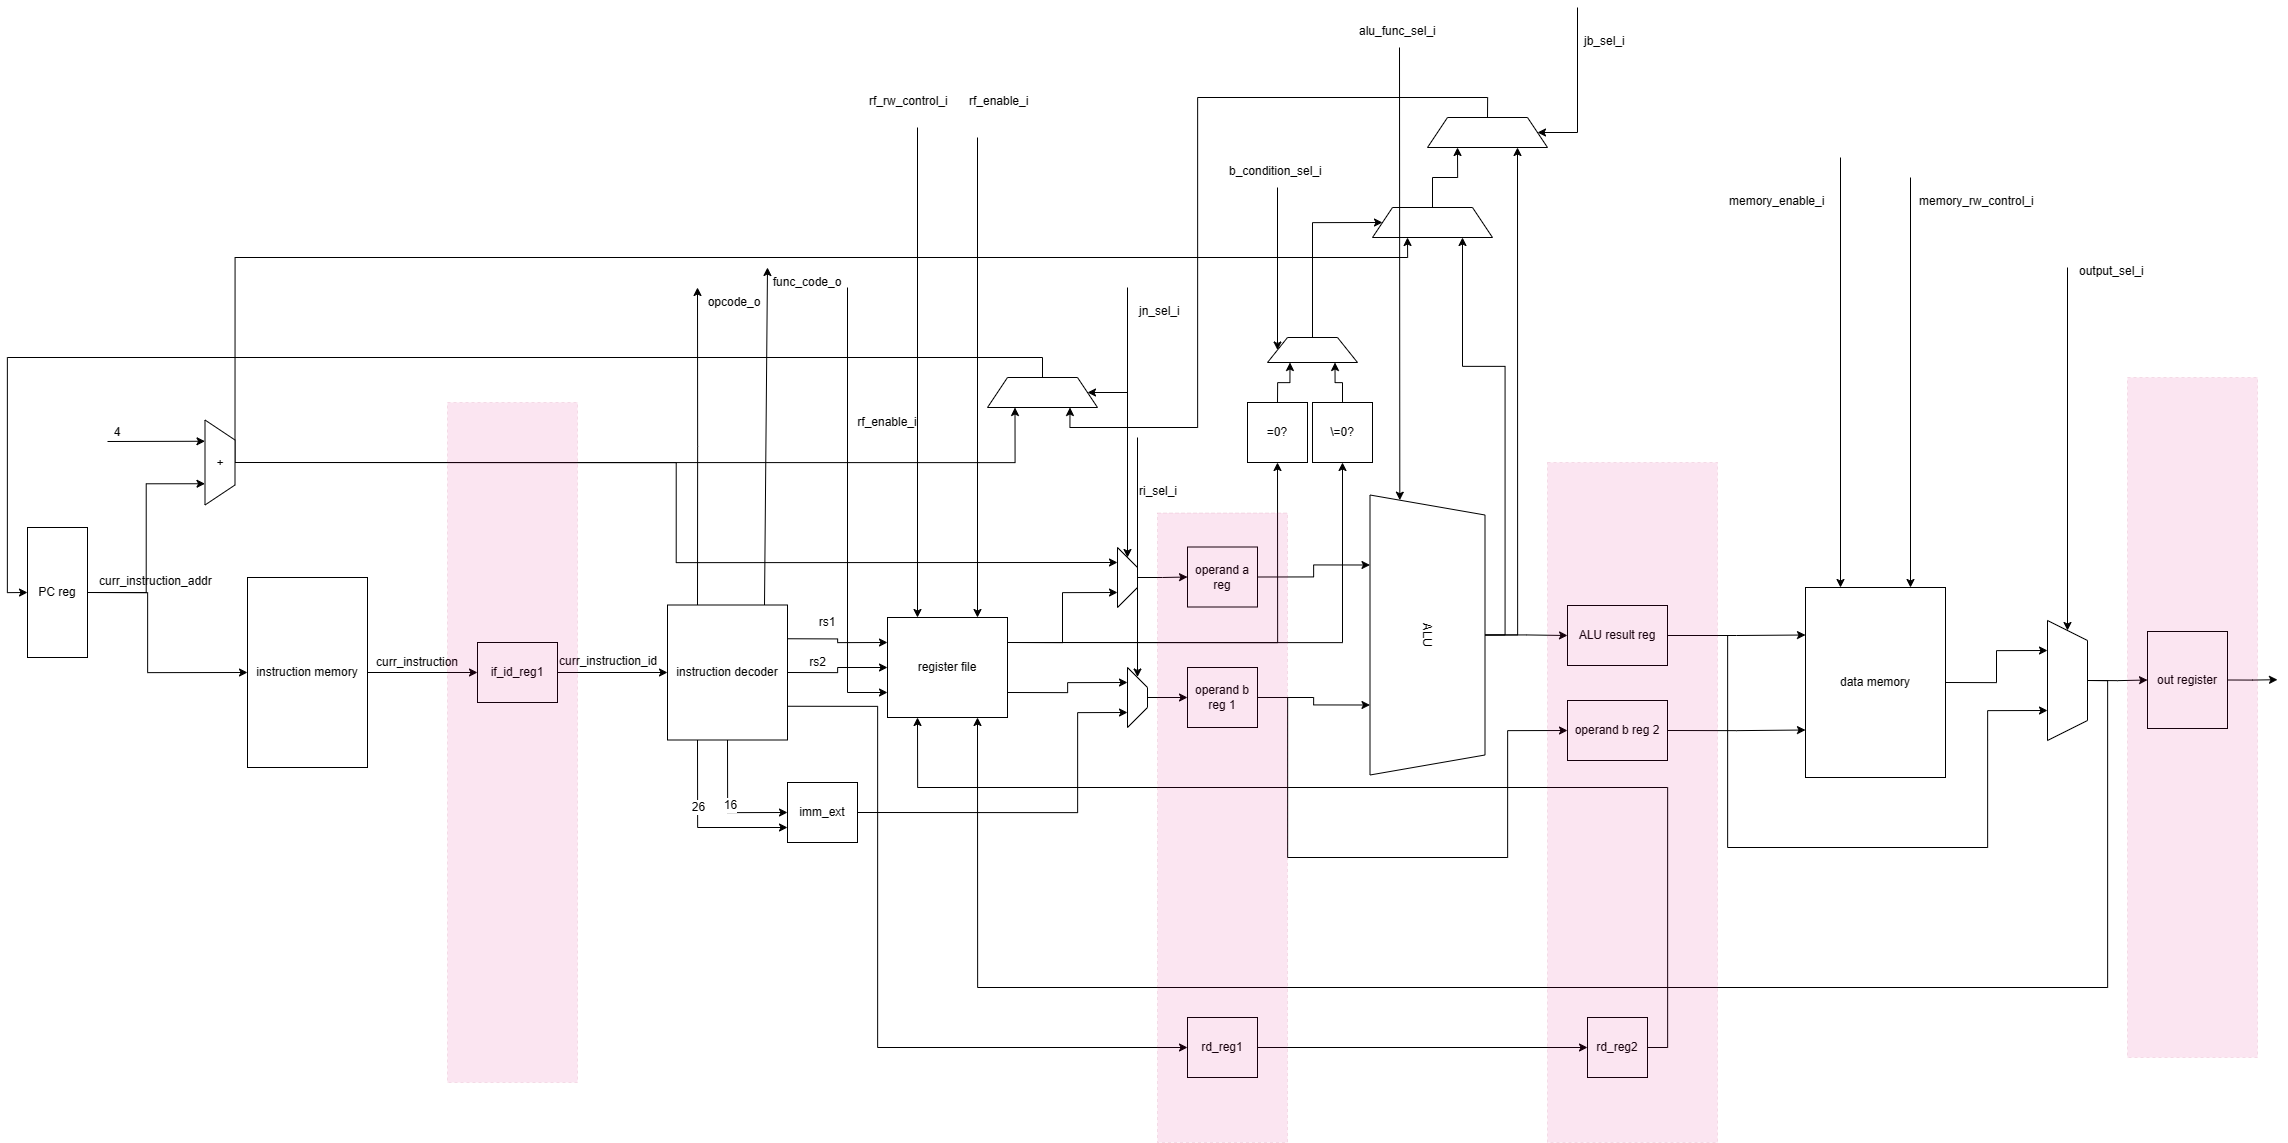 alu_func_sel_i
jb_sel_i
rf_rw_control_i
rf_enable_i
b_condition_sel_i
memory_enable_i
memory_rw_control_i
output_sel_i
func_code_o
opcode_o
jn_sel_i
rf_enable_i
4
+
=0?
\=0?
ri_sel_i
PC reg
curr_instruction_addr
operand a
reg
ALU
rs1
ALU result reg
instruction memory
curr_instruction
if_id_reg1
curr_instruction_id
instruction decoder
rs2
register file
operand b
reg 1
operand b reg 2
data memory
out register
26
16
imm_ext
rd_reg1
rd_reg2